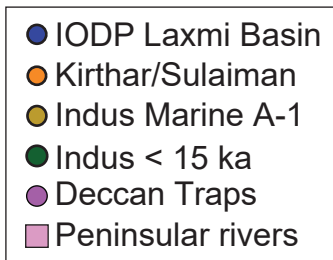 IODP Laxmi Basin
Kirthar/Sulaiman
Indus Marine A-1
Indus < 15 ka
Deccan Traps
Peninsular rivers